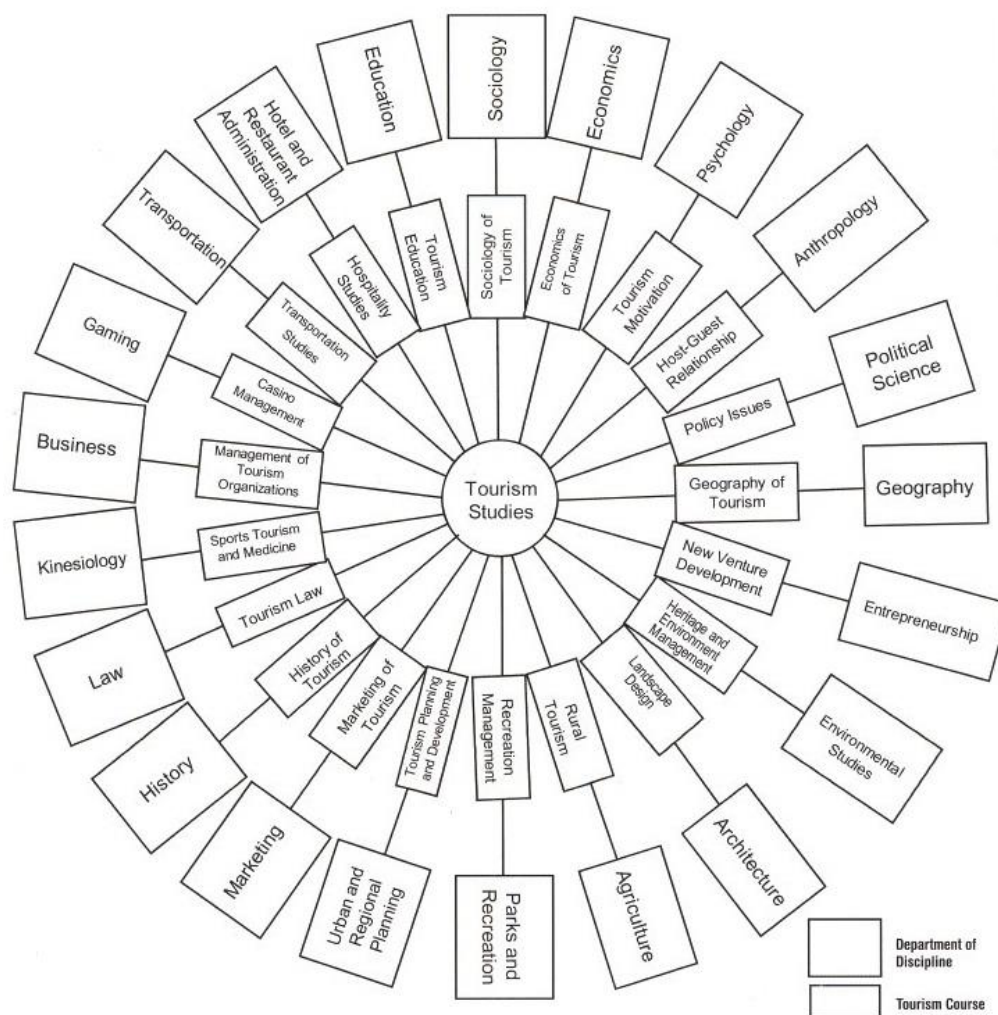 Sociology
Economics
Psychology
Anthropology
Political
Science
Geography
Entrepreneurship
Environmental
Studies
Architecture
Agriculture
Parks and
Recreation
Urban and
Regional
Planning
Marketing
History
Law
Kinesiology
Business
Gaming
Transportation
Hotel and
Restaurant
Administration
Education
Sociology of
Tourism
Economics
of Tourism
Tourism
Motivation
Host-Guest
Relationship
Policy Issues
Geography of
Tourism
New Venture
Development
Heritage and
Environment
Management
Landscape
Design
Rural
Tourism
Recreation
Management
Tourism Planning
and Development
Marketing of
Tourism
History of
Tourism
Tourism Law
Sports Tourism
and Medicine
Management of
Tourism
Organizations
Casino
Management
Transportation
Studies
Hospitality
Studies
Tourism
Education
Tourism
Studies
Department of
Discipline
Tourism Course